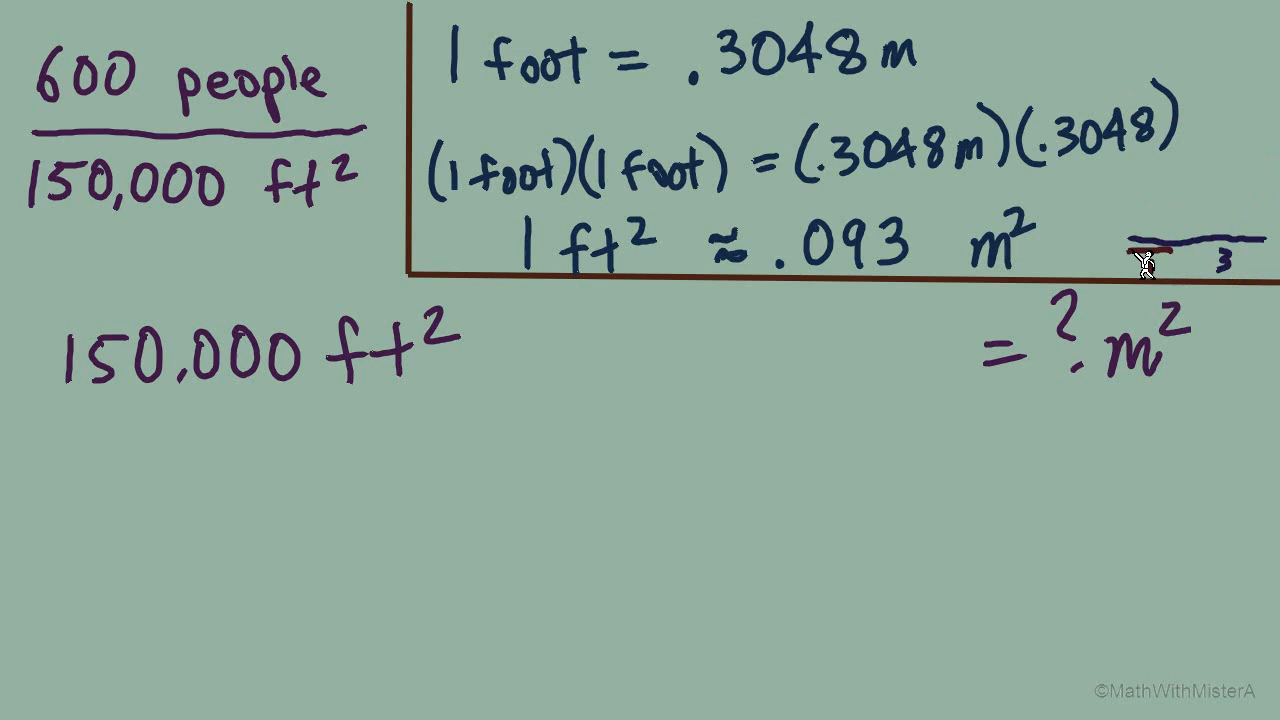 600 people
150,000 ft²
1 foot = .3048 m
(1 foot)(1 foot) = (.3048 m)(.3048)
1 ft² ≈ .093 m²
3
150,000 ft² = ? m²
©MathWithMisterA